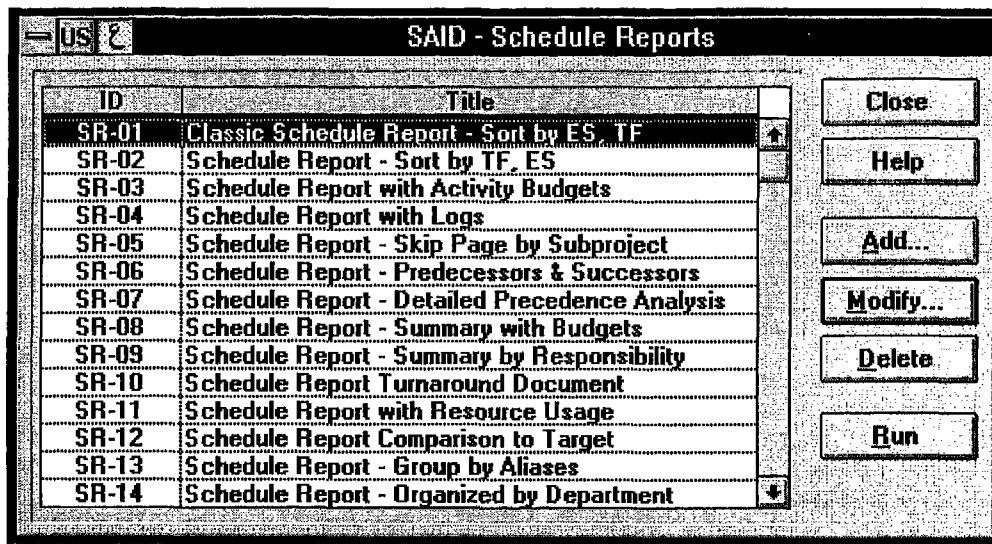 US SAID - Schedule Reports
ID Title
SR-01 Classic Schedule Report - Sort by ES, TF
SR-02 Schedule Report - Sort by TF, ES
SR-03 Schedule Report with Activity Budgets
SR-04 Schedule Report with Logs
SR-05 Schedule Report - Skip Page by Subproject
SR-06 Schedule Report - Predecessors & Successors
SR-07 Schedule Report - Detailed Precedence Analysis
SR-08 Schedule Report - Summary with Budgets
SR-09 Schedule Report - Summary by Responsibility
SR-10 Schedule Report Turnaround Document
SR-11 Schedule Report with Resource Usage
SR-12 Schedule Report Comparison to Target
SR-13 Schedule Report - Group by Aliases
SR-14 Schedule Report - Organized by Department
Close
Help
Add...
Modify...
Delete
Run